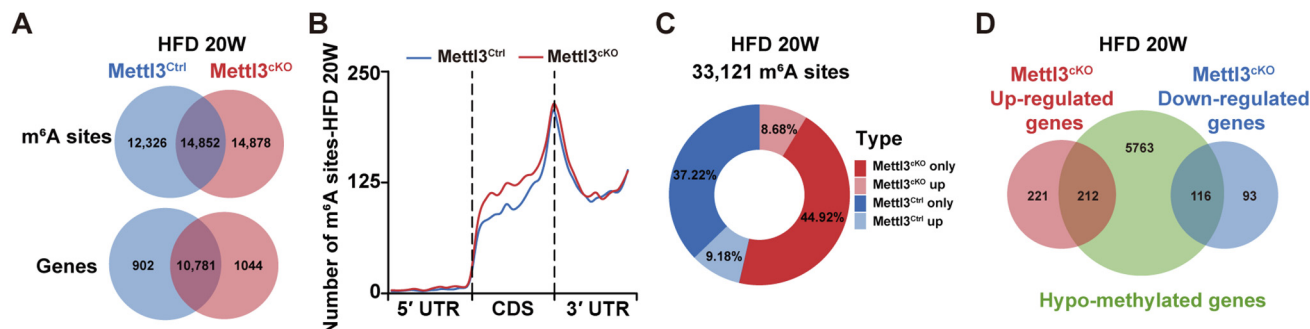 A
HFD 20W
Mettl3Ctrl
Mettl3cKO
m⁶A sites
12,326
14,852
14,878
Genes
902
10,781
1044
B
Mettl3Ctrl
Mettl3cKO
Number of m⁶A sites-HFD 20W
250
125
0
5′ UTR
CDS
3′ UTR
C
HFD 20W
33,121 m⁶A sites
8.68%
37.22%
44.92%
9.18%
Type
Mettl3cKO only
Mettl3cKO up
Mettl3Ctrl only
Mettl3Ctrl up
D
HFD 20W
Mettl3cKO
Up-regulated
genes
Mettl3cKO
Down-regulated
genes
5763
221
212
116
93
Hypo-methylated genes